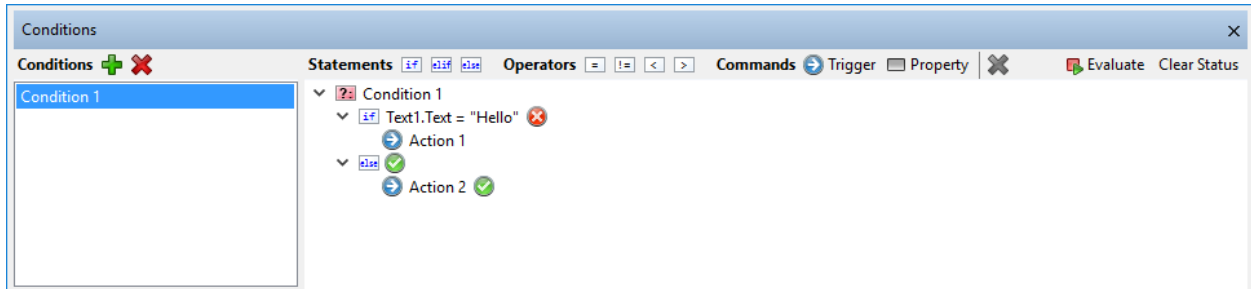 Conditions
Conditions Statements if elif else Operators = != < > Commands Trigger Property Evaluate Clear Status
Condition 1
?: Condition 1
if Text1.Text = "Hello"
Action 1
else
Action 2